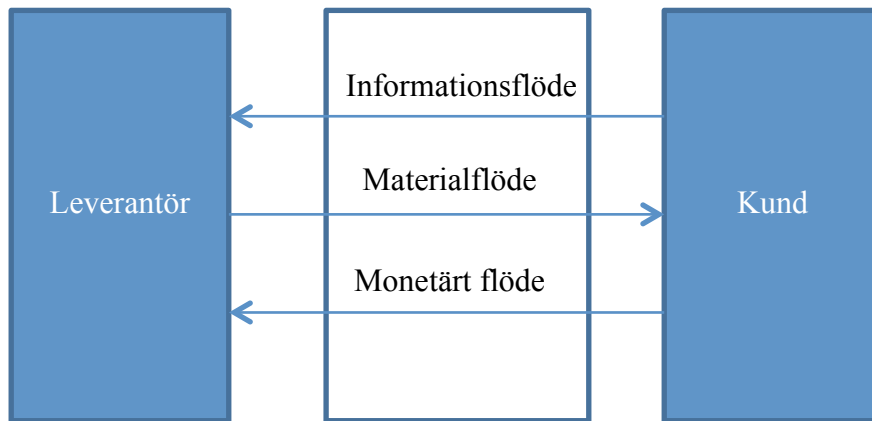 Informationsflöde
Materialflöde
Leverantör
Kund
Monetärt flöde